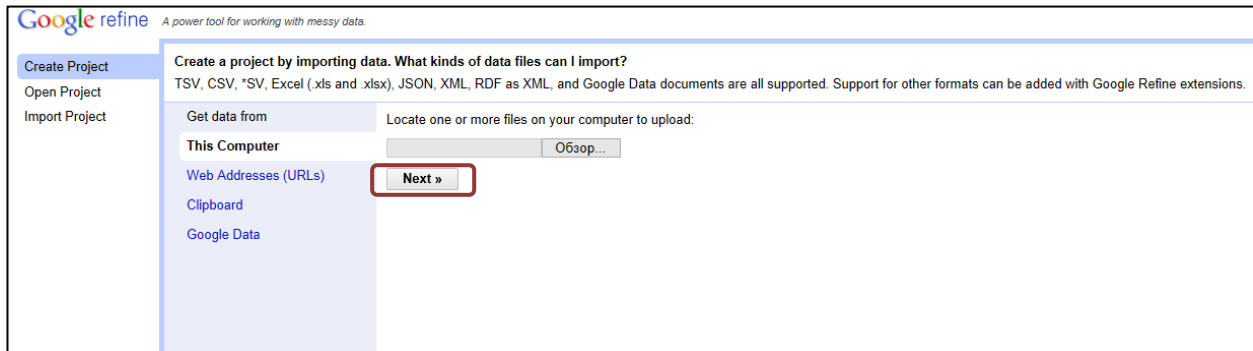 Google refine A power tool for working with messy data.
Create Project
Open Project
Import Project
Create a project by importing data. What kinds of data files can I import?
TSV, CSV, *SV, Excel (.xls and .xlsx), JSON, XML, RDF as XML, and Google Data documents are all supported. Support for other formats can be added with Google Refine extensions.
Get data from
This Computer
Web Addresses (URLs)
Clipboard
Google Data
Locate one or more files on your computer to upload:
Обзор...
Next »